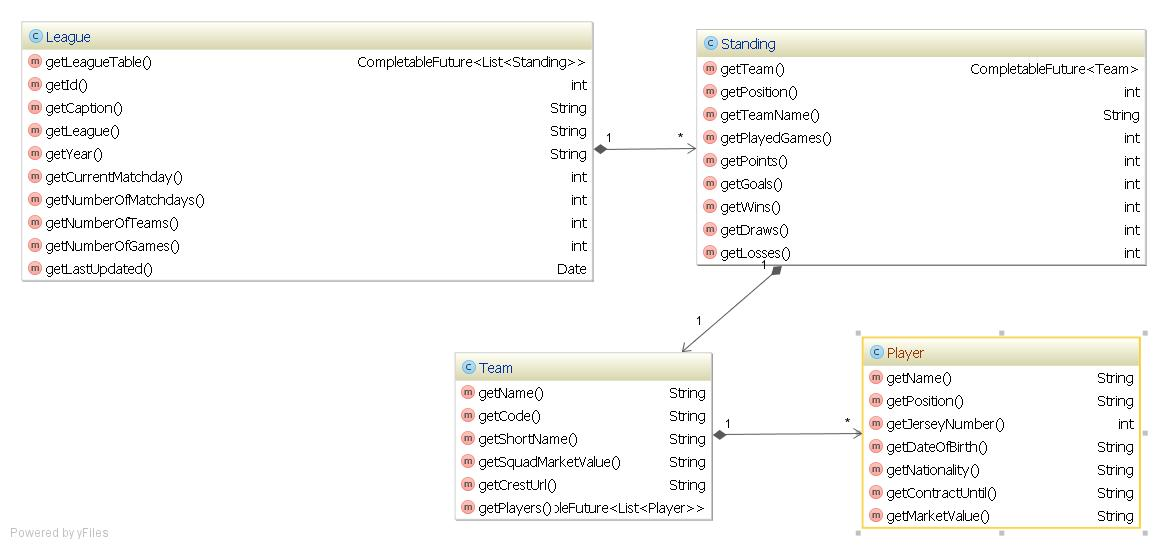 C League
m getLeagueTable() CompletableFuture<List<Standing>>
m getId() int
m getCaption() String
m getLeague() String
m getYear() String
m getCurrentMatchday() int
m getNumberOfMatchdays() int
m getNumberOfTeams() int
m getNumberOfGames() int
m getLastUpdated() Date
1 *
C Standing
m getTeam() CompletableFuture<Team>
m getPosition() int
m getTeamName() String
m getPlayedGames() int
m getPoints() int
m getGoals() int
m getWins() int
m getDraws() int
m getLosses() int
1
1
C Team
m getName() String
m getCode() String
m getShortName() String
m getSquadMarketValue() String
m getCrestUrl() String
m getPlayers() leFuture<List<Player>>
1 *
C Player
m getName() String
m getPosition() String
m getJerseyNumber() int
m getDateOfBirth() String
m getNationality() String
m getContractUntil() String
m getMarketValue() String
Powered by yFiles